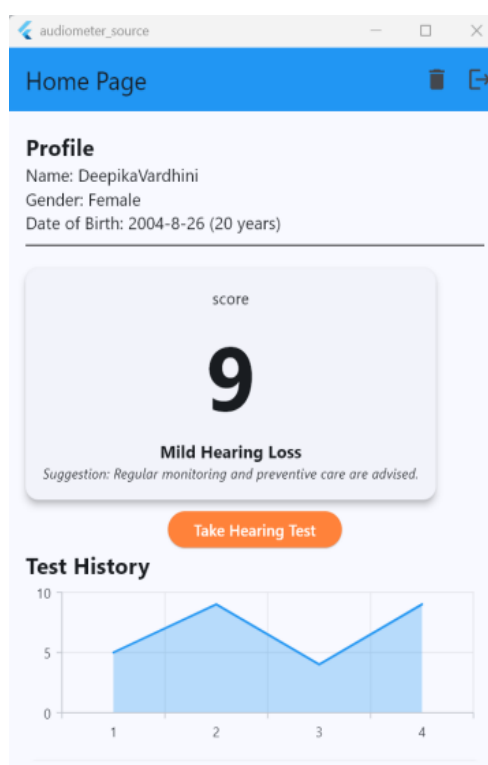 audiometer_source
Home Page
Profile
Name: DeepikaVardhini
Gender: Female
Date of Birth: 2004-8-26 (20 years)
score
9
Mild Hearing Loss
Suggestion: Regular monitoring and preventive care are advised.
Take Hearing Test
Test History
10
5
0
1 2 3 4